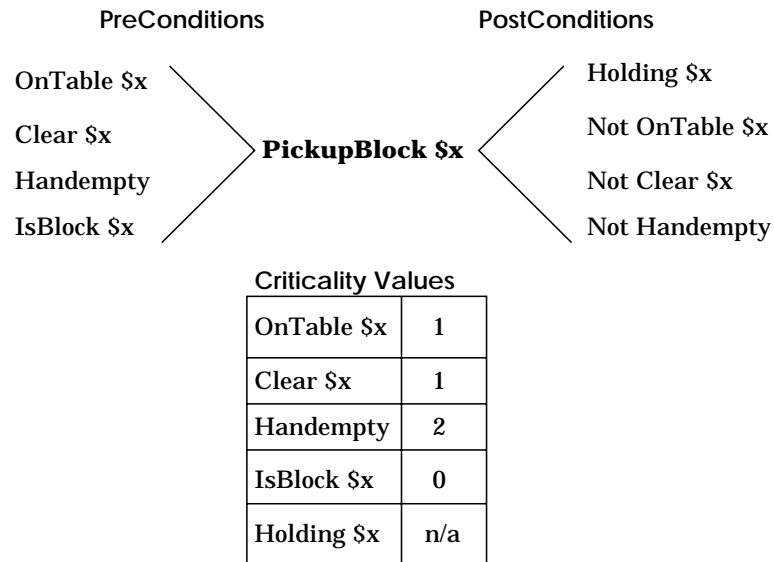 PreConditions
PostConditions
OnTable $x
Clear $x
Handempty
IsBlock $x
PickupBlock $x
Holding $x
Not OnTable $x
Not Clear $x
Not Handempty
Criticality Values
OnTable $x 1
Clear $x 1
Handempty 2
IsBlock $x 0
Holding $x n/a